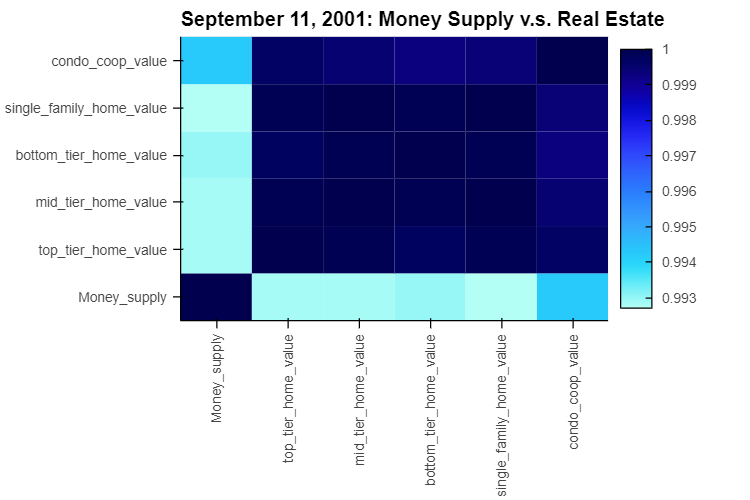 September 11, 2001: Money Supply v.s. Real Estate
condo_coop_value
single_family_home_value
bottom_tier_home_value
mid_tier_home_value
top_tier_home_value
Money_supply
1
0.999
0.998
0.997
0.996
0.995
0.994
0.993
Money_supply
top_tier_home_value
mid_tier_home_value
bottom_tier_home_value
single_family_home_value
condo_coop_value